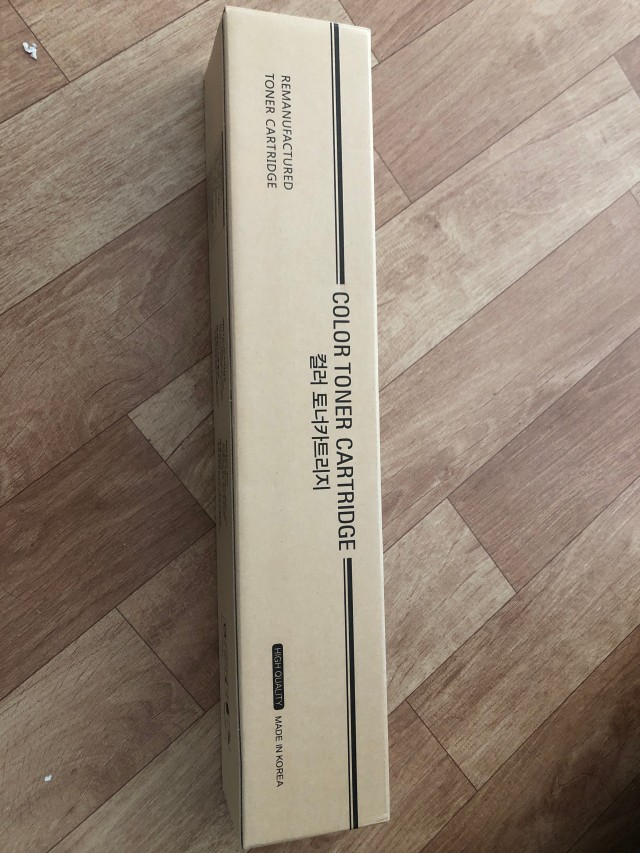 REMANUFACTURED
TONER CARTRIDGE
COLOR TONER CARTRIDGE
컬러 토너카트리지
HIGH QUALITY MADE IN KOREA